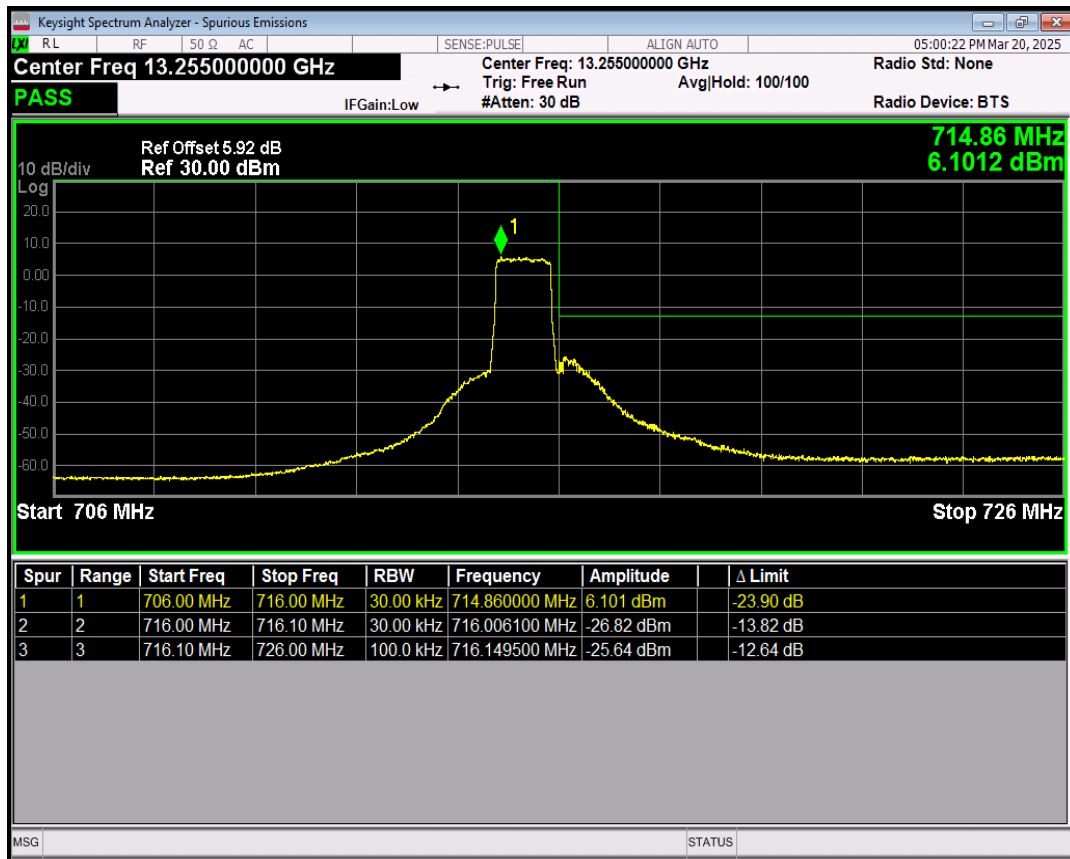 Keysight Spectrum Analyzer - Spurious Emissions
LXI RL RF 50 Ω AC SENSE:PULSE ALIGN AUTO 05:00:22 PM Mar 20, 2025
Center Freq 13.255000000 GHz Center Freq: 13.255000000 GHz Radio Std: None
Trig: Free Run Avg|Hold: 100/100
PASS IFGain:Low #Atten: 30 dB Radio Device: BTS
714.86 MHz
Ref Offset 5.92 dB
10 dB/div Ref 30.00 dBm 6.1012 dBm
Log
20.0
1
10.0
0.00
-10.0
-20.0
-30.0
-40.0
-50.0
-60.0
Start 706 MHz Stop 726 MHz
Spur Range Start Freq Stop Freq RBW Frequency Amplitude Δ Limit
1 1 706.00 MHz 716.00 MHz 30.00 kHz 714.860000 MHz 6.101 dBm -23.90 dB
2 2 716.00 MHz 716.10 MHz 30.00 kHz 716.006100 MHz -26.82 dBm -13.82 dB
3 3 716.10 MHz 726.00 MHz 100.0 kHz 716.149500 MHz -25.64 dBm -12.64 dB
MSG STATUS